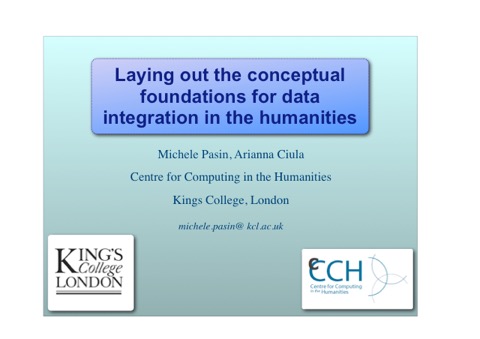 Laying out the conceptual
foundations for data
integration in the humanities
Michele Pasin, Arianna Ciula
Centre for Computing in the Humanities
Kings College, London
michele.pasin@ kcl.ac.uk
KING'S
College
LONDON
CCH
Centre for Computing
in the Humanities